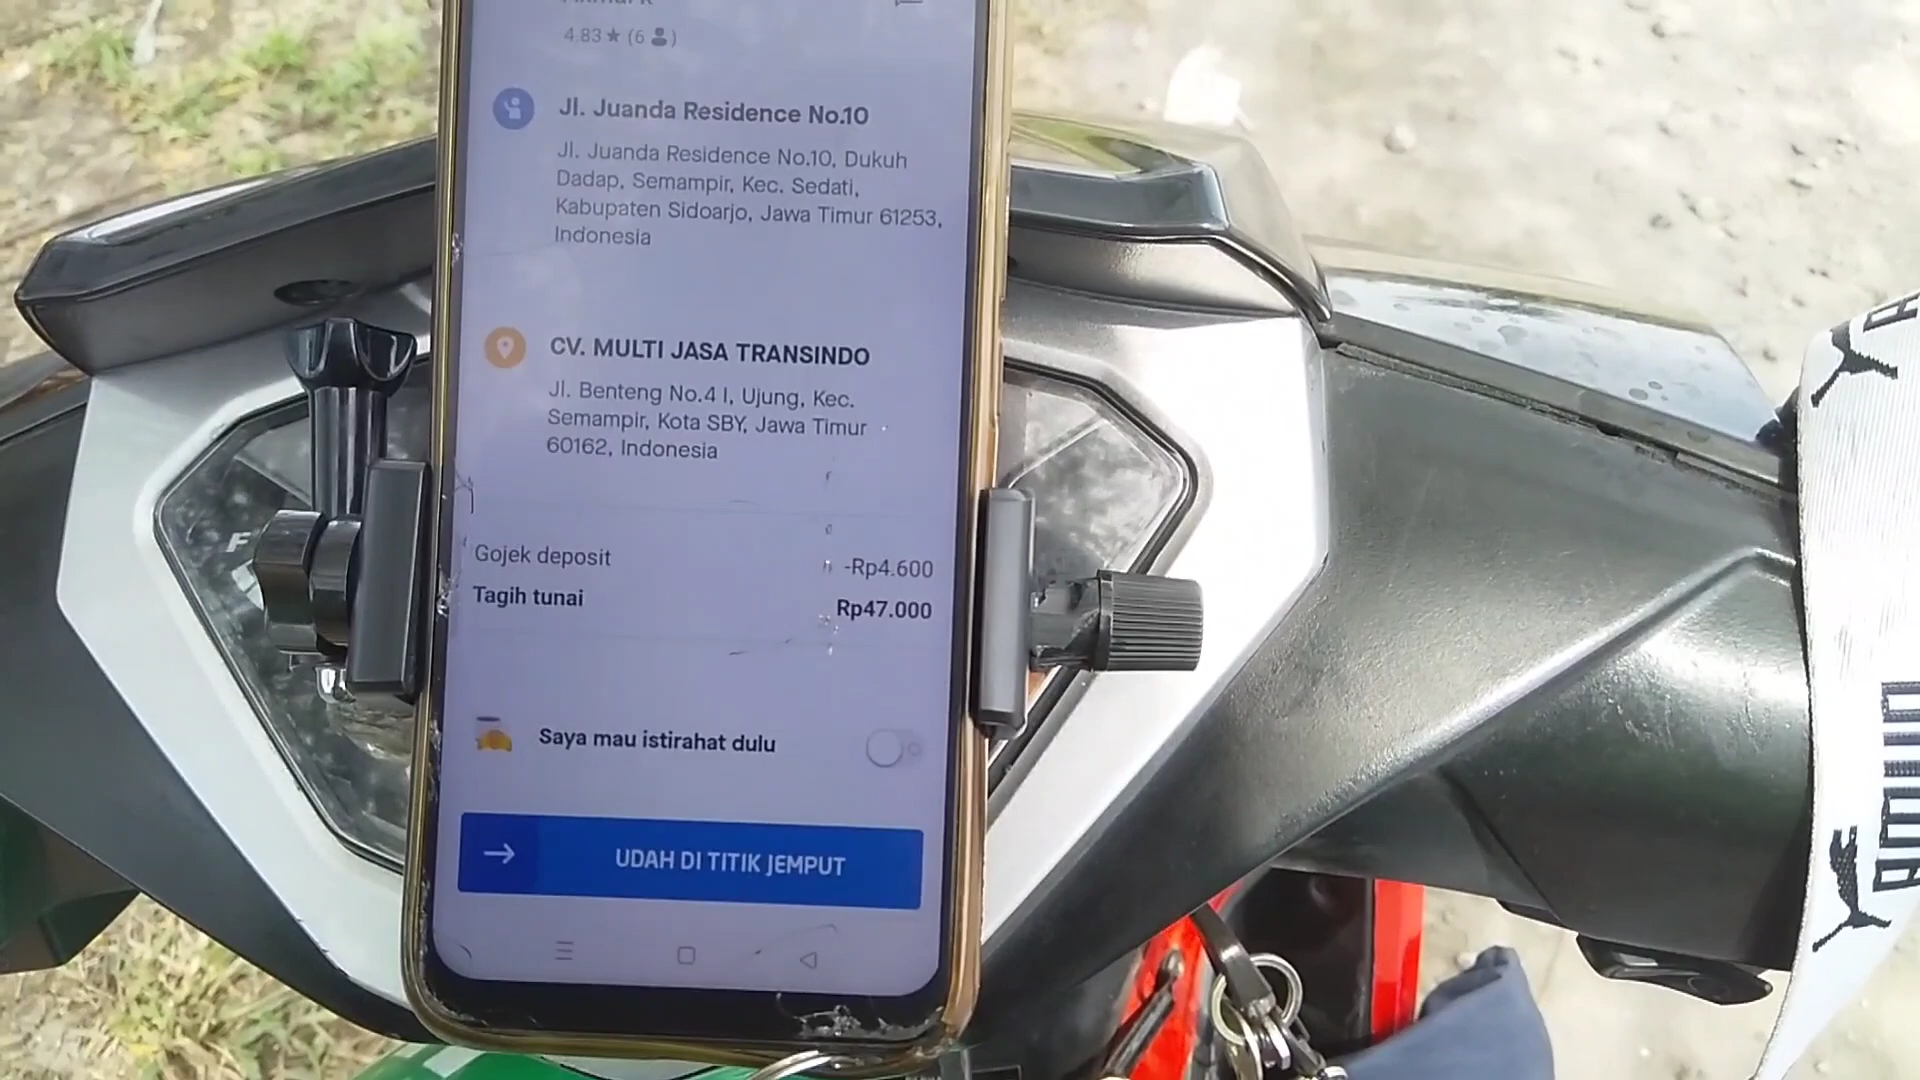 4.83 ★ (6 )
Jl. Juanda Residence No.10
Jl. Juanda Residence No.10, Dukuh
Dadap, Semampir, Kec. Sedati,
Kabupaten Sidoarjo, Jawa Timur 61253,
Indonesia
CV. MULTI JASA TRANSINDO
Jl. Benteng No.4 I, Ujung, Kec.
Semampir, Kota SBY, Jawa Timur
60162, Indonesia
Gojek deposit -Rp4.600
Tagih tunai Rp47.000
Saya mau istirahat dulu
UDAH DI TITIK JEMPUT
F